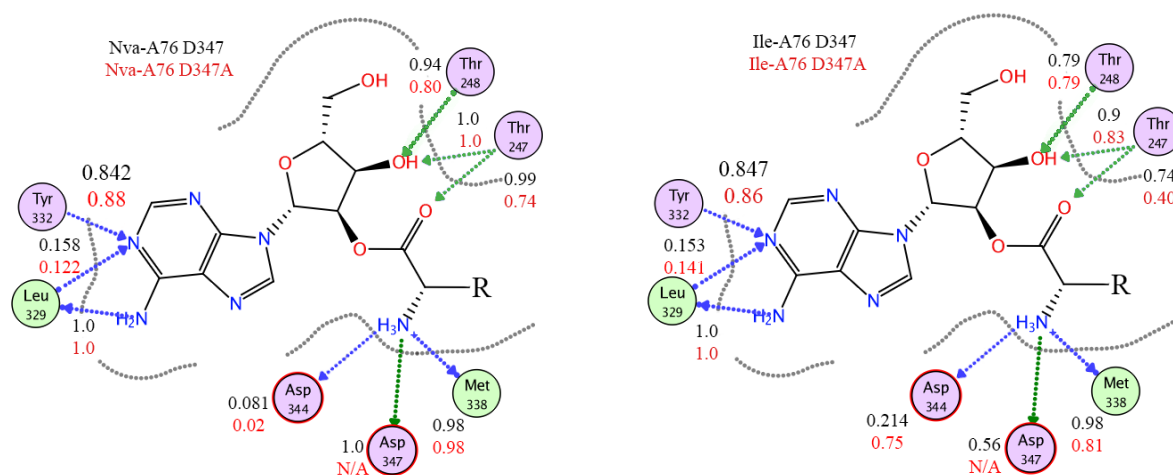 Nva-A76 D347
Nva-A76 D347A
0.94
0.80
Thr
248
OH
1.0
1.0
Thr
247
0.842
0.88
O
OH
0.99
0.74
Tyr
332
N
N
O
0.158
0.122
N
N
O
Leu
329
N
R
H₂N
1.0
1.0
H₃N+
Asp
344
Met
338
0.081
0.02
1.0
N/A
Asp
347
0.98
0.98
Ile-A76 D347
Ile-A76 D347A
0.79
0.79
Thr
248
OH
0.9
0.83
Thr
247
0.847
0.86
O
OH
0.74
0.40
Tyr
332
N
N
O
0.153
0.141
N
N
O
Leu
329
N
R
H₂N
1.0
1.0
H₃N+
Asp
344
Met
338
0.214
0.75
0.56
N/A
Asp
347
0.98
0.81